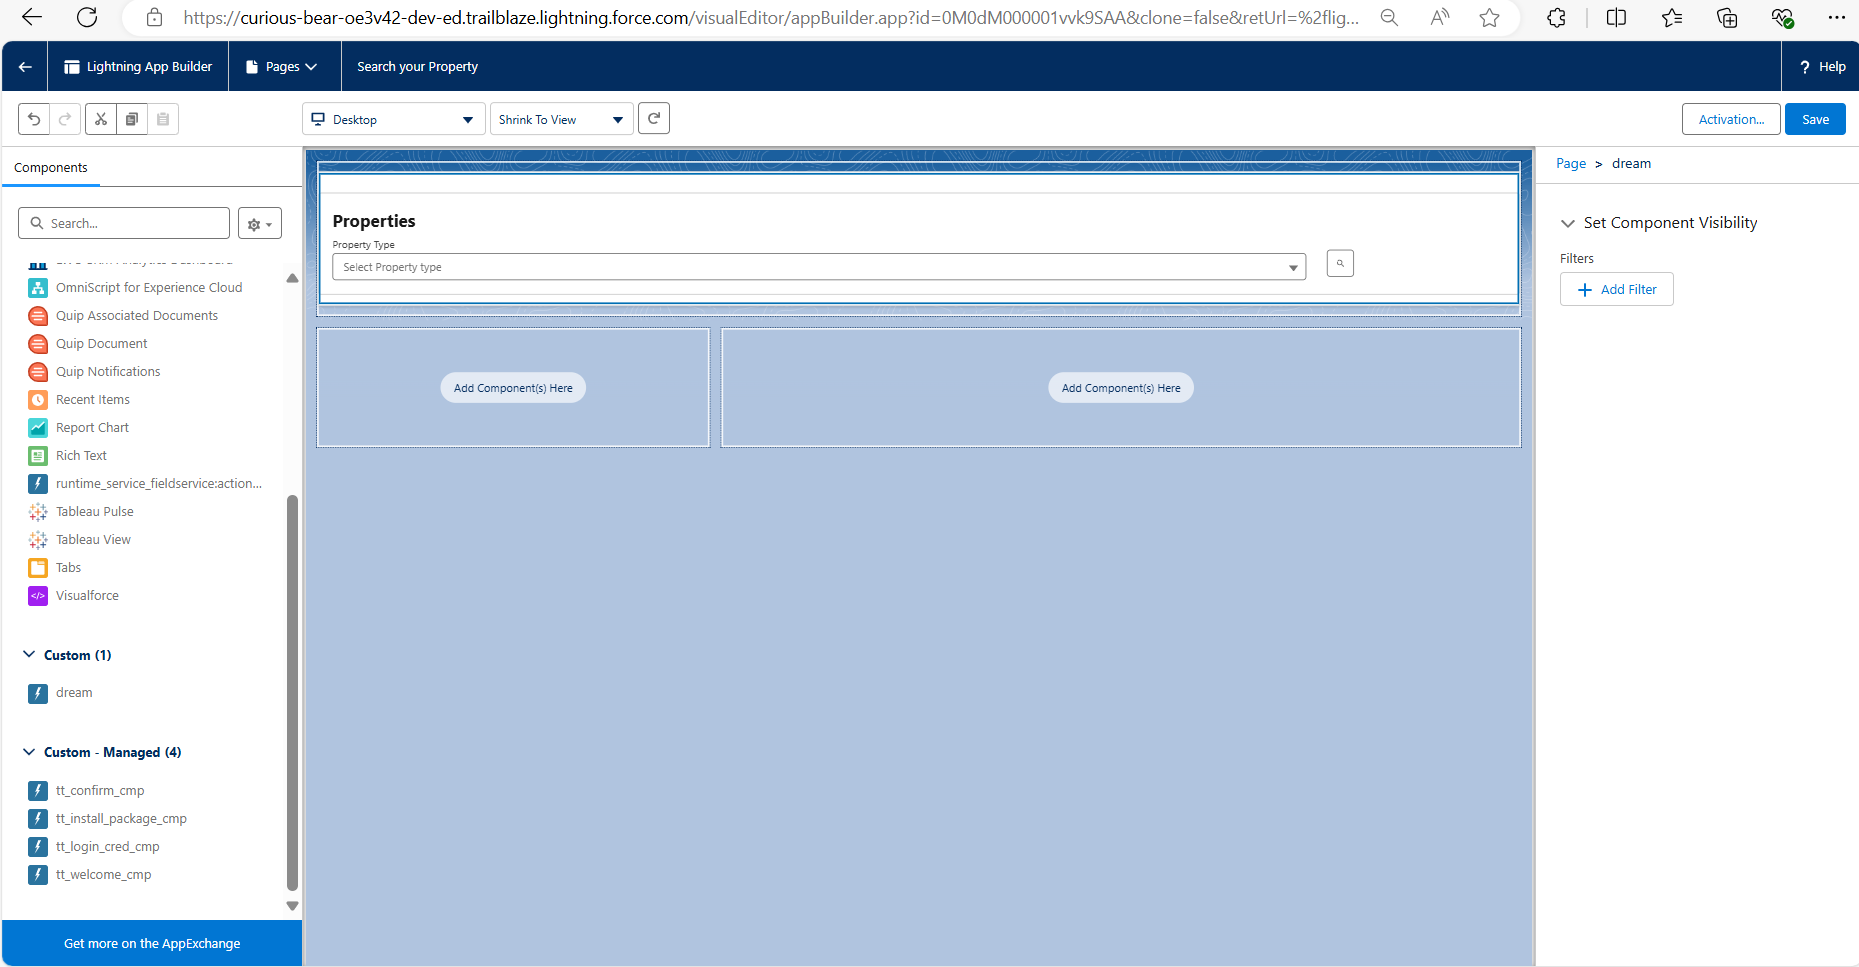 https://curious-bear-oe3v42-dev-ed.trailblaze.lightning.force.com/visualEditor/appBuilder.app?id=0M0dM000001vvk9SAA&clone=false&retUrl=%2flig...
Lightning App Builder
Pages
Search your Property
? Help
Desktop
Shrink To View
Activation...
Save
Components
Search...
OmniScript for Experience Cloud
Quip Associated Documents
Quip Document
Quip Notifications
Recent Items
Report Chart
Rich Text
runtime_service_fieldservice:action...
Tableau Pulse
Tableau View
Tabs
Visualforce
Custom (1)
dream
Custom - Managed (4)
tt_confirm_cmp
tt_install_package_cmp
tt_login_cred_cmp
tt_welcome_cmp
Get more on the AppExchange
Properties
Property Type
Select Property type
Add Component(s) Here
Add Component(s) Here
Page > dream
Set Component Visibility
Filters
Add Filter